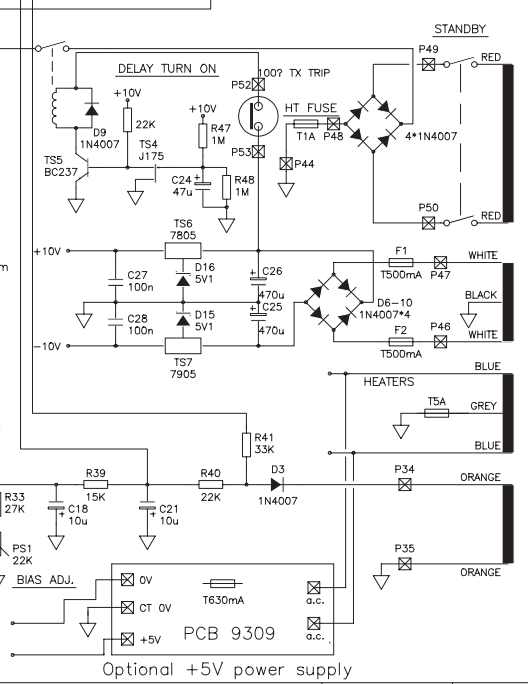 STANDBY
P49
RED
DELAY TURN ON
100? TX TRIP
P52
+10V
+10V
HT FUSE
T1A P48
4*1N4007
D9
1N4007
22K
R47
1M
TS4
J175
P53
P44
TS5
BC237
C24 +
47u
R48
1M
P50
RED
TS6
7805
+10V
F1
T500mA
P47
WHITE
m
C27
100n
D16
5V1
+ C26
470u
BLACK
C28
100n
D15
5V1
+ C25
470u
D6-10
1N4007*4
F2
T500mA
P46
WHITE
-10V
TS7
7905
BLUE
HEATERS
T5A
GREY
R41
33K
BLUE
R39
15K
R40
22K
D3
1N4007
P34
ORANGE
R33
27K
C18
+ 10u
C21
+ 10u
PS1
22K
P35
ORANGE
BIAS ADJ.
0V
T630mA
a.c.
CT 0V
PCB 9309
a.c.
+5V
Optional +5V power supply